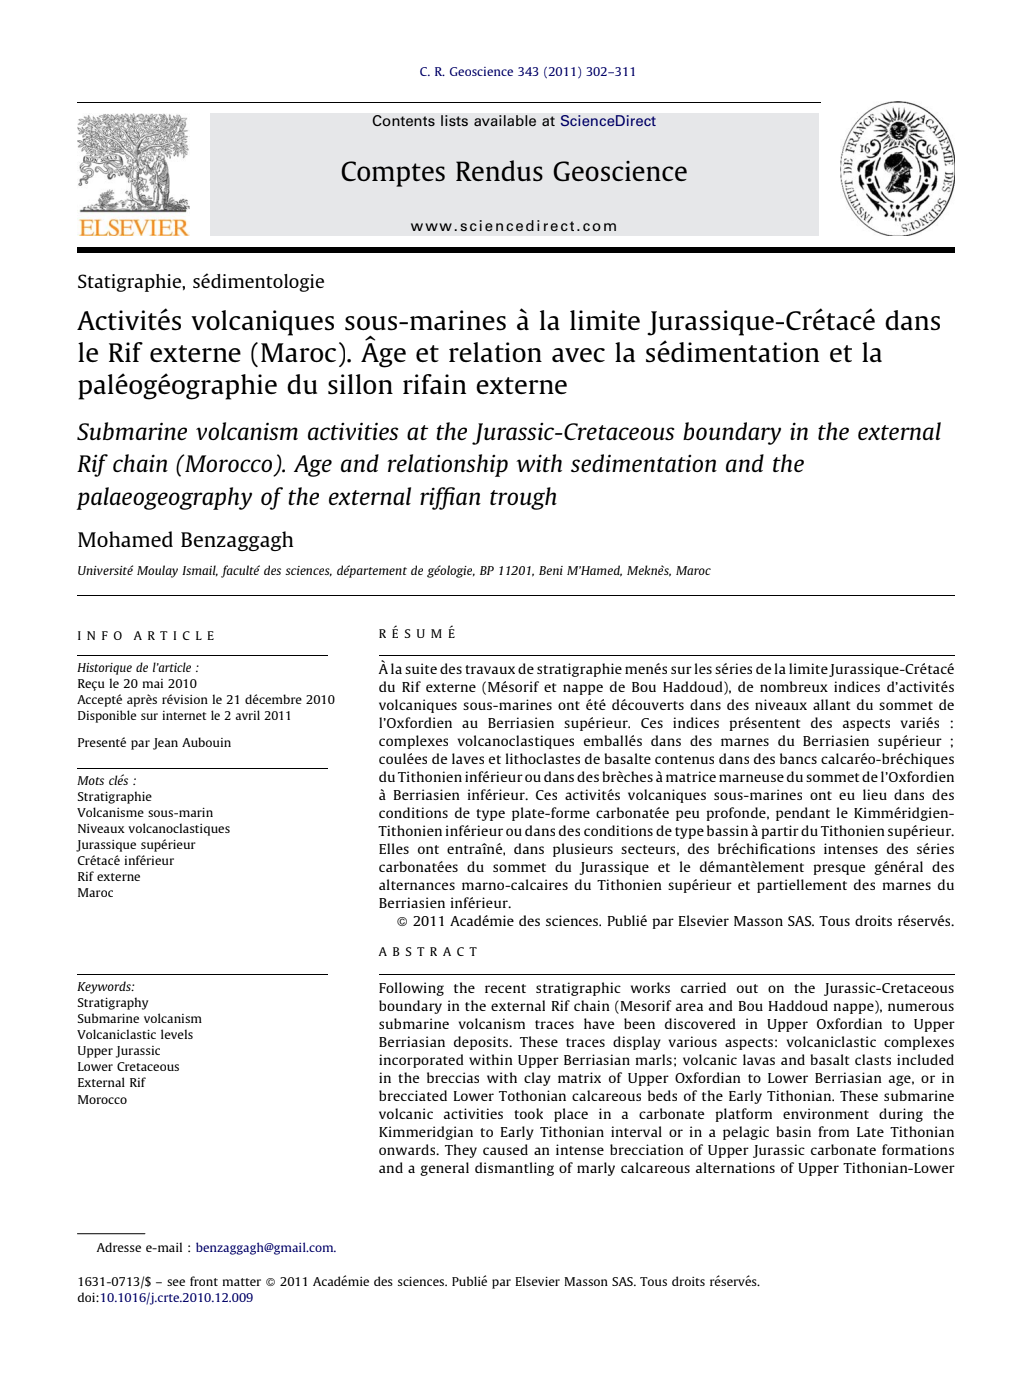 C. R. Geoscience 343 (2011) 302–311
Contents lists available at ScienceDirect
Comptes Rendus Geoscience
www.sciencedirect.com
ELSEVIER
INSTITUT DE FRANCE. ACADÉMIE DES SCIENCES
1666
Statigraphie, sédimentologie
Activités volcaniques sous-marines à la limite Jurassique-Crétacé dans
le Rif externe (Maroc). Âge et relation avec la sédimentation et la
paléogéographie du sillon rifain externe
Submarine volcanism activities at the Jurassic-Cretaceous boundary in the external
Rif chain (Morocco). Age and relationship with sedimentation and the
palaeogeography of the external riffian trough
Mohamed Benzaggagh
Université Moulay Ismail, faculté des sciences, département de géologie, BP 11201, Beni M'Hamed, Meknès, Maroc
INFO ARTICLE
Historique de l'article :
Reçu le 20 mai 2010
Accepté après révision le 21 décembre 2010
Disponible sur internet le 2 avril 2011
Presenté par Jean Aubouin
Mots clés :
Stratigraphie
Volcanisme sous-marin
Niveaux volcanoclastiques
Jurassique supérieur
Crétacé inférieur
Rif externe
Maroc
RÉSUMÉ
À la suite des travaux de stratigraphie menés sur les séries de la limite Jurassique-Crétacé
du Rif externe (Mésorif et nappe de Bou Haddoud), de nombreux indices d'activités
volcaniques sous-marines ont été découverts dans des niveaux allant du sommet de
l'Oxfordien au Berriasien supérieur. Ces indices présentent des aspects variés :
complexes volcanoclastiques emballés dans des marnes du Berriasien supérieur ;
coulées de laves et lithoclastes de basalte contenus dans des bancs calcaréo-bréchiques
du Tithonien inférieur ou dans des brèches à matrice marneuse du sommet de l'Oxfordien
à Berriasien inférieur. Ces activités volcaniques sous-marines ont eu lieu dans des
conditions de type plate-forme carbonatée peu profonde, pendant le Kimméridgien-
Tithonien inférieur ou dans des conditions de type bassin à partir du Tithonien supérieur.
Elles ont entraîné, dans plusieurs secteurs, des bréchifications intenses des séries
carbonatées du sommet du Jurassique et le démantèlement presque général des
alternances marno-calcaires du Tithonien supérieur et partiellement des marnes du
Berriasien inférieur.
© 2011 Académie des sciences. Publié par Elsevier Masson SAS. Tous droits réservés.
Keywords:
Stratigraphy
Submarine volcanism
Volcaniclastic levels
Upper Jurassic
Lower Cretaceous
External Rif
Morocco
ABSTRACT
Following the recent stratigraphic works carried out on the Jurassic-Cretaceous
boundary in the external Rif chain (Mesorif area and Bou Haddoud nappe), numerous
submarine volcanism traces have been discovered in Upper Oxfordian to Upper
Berriasian deposits. These traces display various aspects: volcaniclastic complexes
incorporated within Upper Berriasian marls; volcanic lavas and basalt clasts included
in the breccias with clay matrix of Upper Oxfordian to Lower Berriasian age, or in
brecciated Lower Tothonian calcareous beds of the Early Tithonian. These submarine
volcanic activities took place in a carbonate platform environment during the
Kimmeridgian to Early Tithonian interval or in a pelagic basin from Late Tithonian
onwards. They caused an intense brecciation of Upper Jurassic carbonate formations
and a general dismantling of marly calcareous alternations of Upper Tithonian-Lower
Adresse e-mail : benzaggagh@gmail.com.
1631-0713/$ – see front matter © 2011 Académie des sciences. Publié par Elsevier Masson SAS. Tous droits réservés.
doi:10.1016/j.crte.2010.12.009